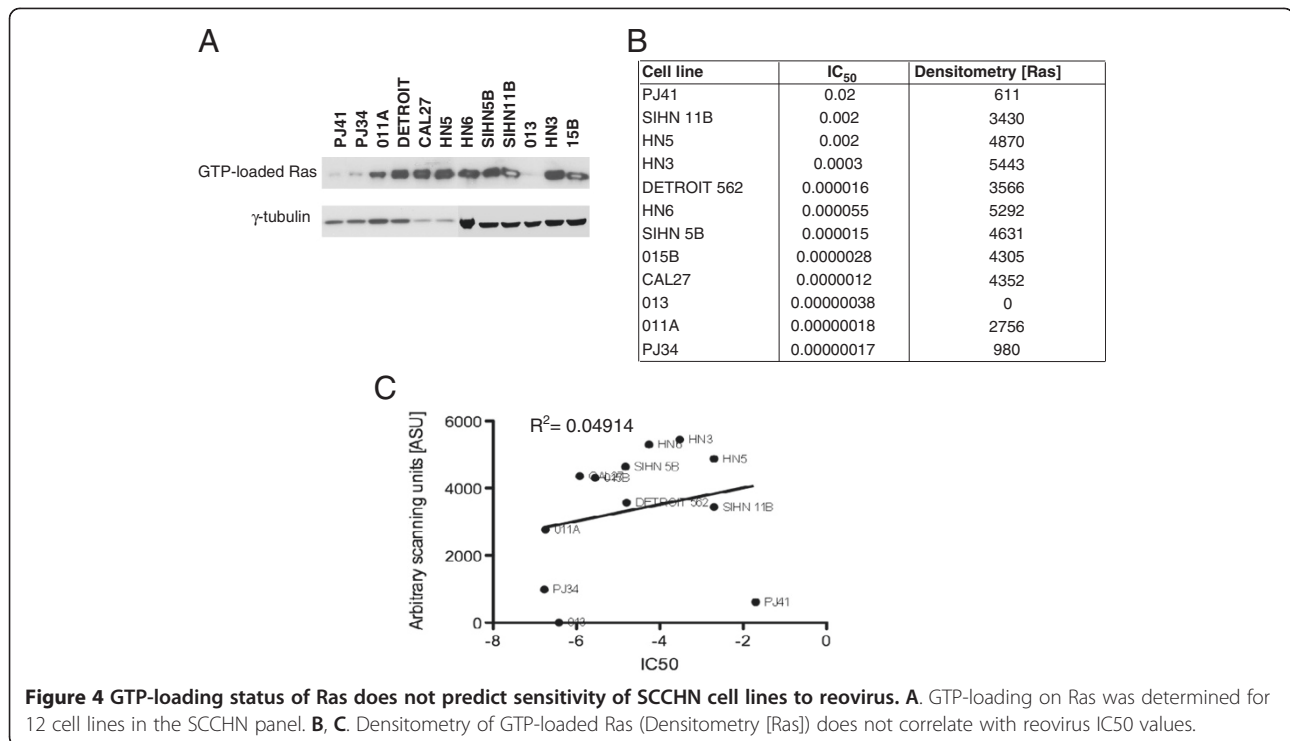 A
PJ41
PJ34
011A
DETROIT
CAL27
HN5
HN6
SIHN5B
SIHN11B
013
HN3
15B
GTP-loaded Ras
γ-tubulin
B
Cell line IC50 Densitometry [Ras]
PJ41 0.02 611
SIHN 11B 0.002 3430
HN5 0.002 4870
HN3 0.0003 5443
DETROIT 562 0.000016 3566
HN6 0.000055 5292
SIHN 5B 0.000015 4631
015B 0.0000028 4305
CAL27 0.0000012 4352
013 0.00000038 0
011A 0.00000018 2756
PJ34 0.00000017 980
C
R2= 0.04914
Arbitrary scanning units [ASU]
6000
4000
2000
0
HN6
HN3
SIHN 5B
HN5
CAL27
015B
DETROIT 562
SIHN 11B
011A
PJ34
PJ41
013
-8 -6 -4 -2 0
IC50
Figure 4 GTP-loading status of Ras does not predict sensitivity of SCCHN cell lines to reovirus. A. GTP-loading on Ras was determined for
12 cell lines in the SCCHN panel. B, C. Densitometry of GTP-loaded Ras (Densitometry [Ras]) does not correlate with reovirus IC50 values.